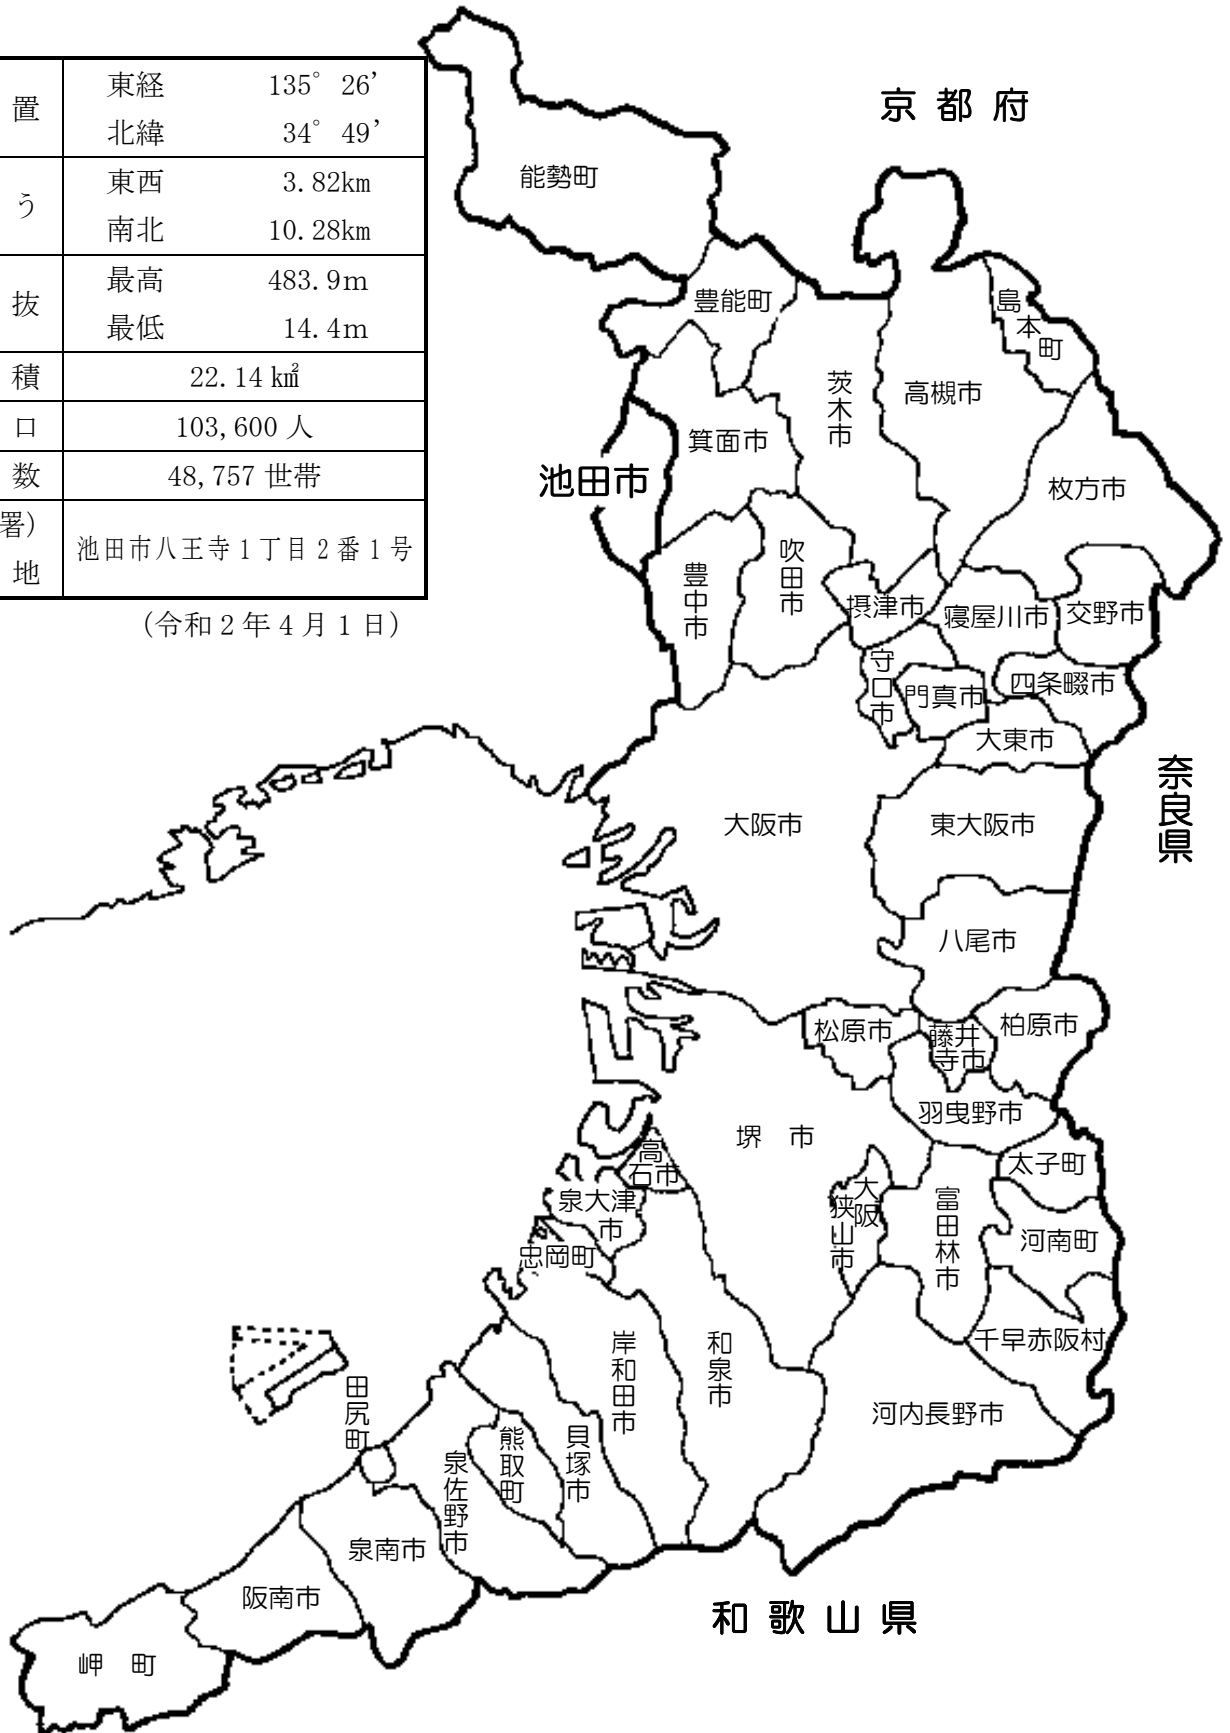 置 東経 135°26’
北緯 34°49’
う 東西 3.82km
南北 10.28km
抜 最高 483.9m
最低 14.4m
積 22.14㎢
口 103,600人
数 48,757世帯
署)
地
池田市八王寺1丁目2番1号
(令和2年4月1日)
京都府
能勢町
豊能町
島本町
茨木市
高槻市
箕面市
池田市
枚方市
吹田市
豊中市
摂津市
寝屋川市
交野市
守口市
門真市
四条畷市
大東市
奈良県
大阪市
東大阪市
八尾市
松原市
藤井
寺市
柏原市
羽曳野市
堺 市
高
石市
太子町
大阪
狭山市
富田林市
泉大津
市
河南町
忠岡町
千早赤阪村
岸和田市
和泉市
田尻町
河内長野市
熊取町
貝塚市
泉佐野市
泉南市
阪南市
和歌山県
岬 町